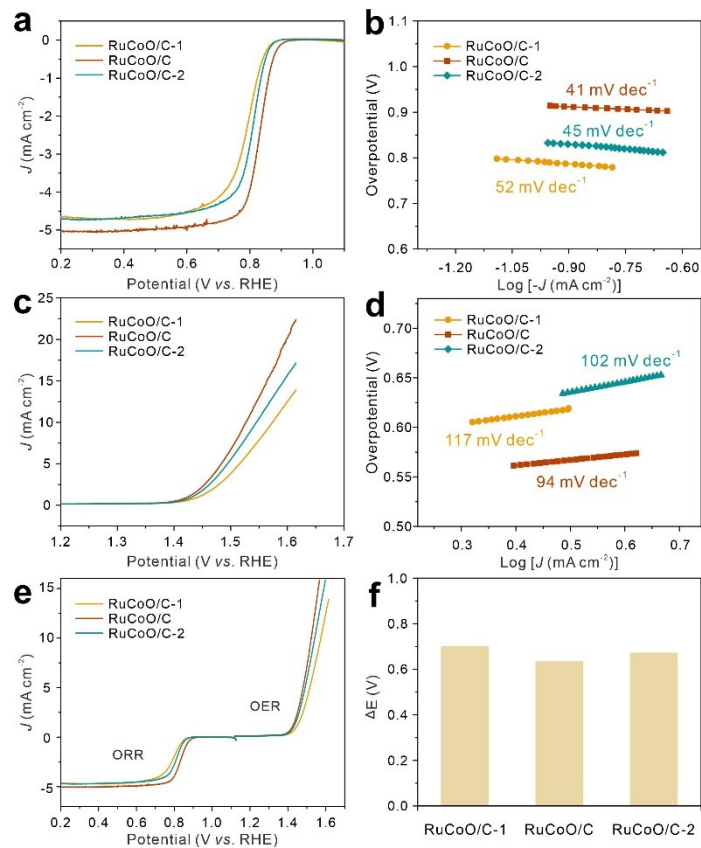 a
RuCoO/C-1
RuCoO/C
RuCoO/C-2
J (mA cm⁻²)
0
-1
-2
-3
-4
-5
0.2 0.4 0.6 0.8 1.0
Potential (V vs. RHE)
b
RuCoO/C-1
RuCoO/C
RuCoO/C-2
41 mV dec⁻¹
45 mV dec⁻¹
52 mV dec⁻¹
Overpotential (V)
1.1
1.0
0.9
0.8
0.7
0.6
-1.20 -1.05 -0.90 -0.75 -0.60
Log [-J (mA cm⁻²]
c
RuCoO/C-1
RuCoO/C
RuCoO/C-2
J (mA cm⁻²)
25
20
15
10
5
0
1.2 1.3 1.4 1.5 1.6 1.7
Potential (V vs. RHE)
d
RuCoO/C-1
RuCoO/C
RuCoO/C-2
102 mV dec⁻¹
117 mV dec⁻¹
94 mV dec⁻¹
Overpotential (V)
0.70
0.65
0.60
0.55
0.50
0.3 0.4 0.5 0.6 0.7
Log [J (mA cm⁻²]
e
RuCoO/C-1
RuCoO/C
RuCoO/C-2
OER
ORR
J (mA cm⁻²)
15
10
5
0
-5
0.2 0.4 0.6 0.8 1.0 1.2 1.4 1.6
Potential (V vs. RHE)
f
ΔE (V)
1.0
0.8
0.6
0.4
0.2
0.0
RuCoO/C-1 RuCoO/C RuCoO/C-2